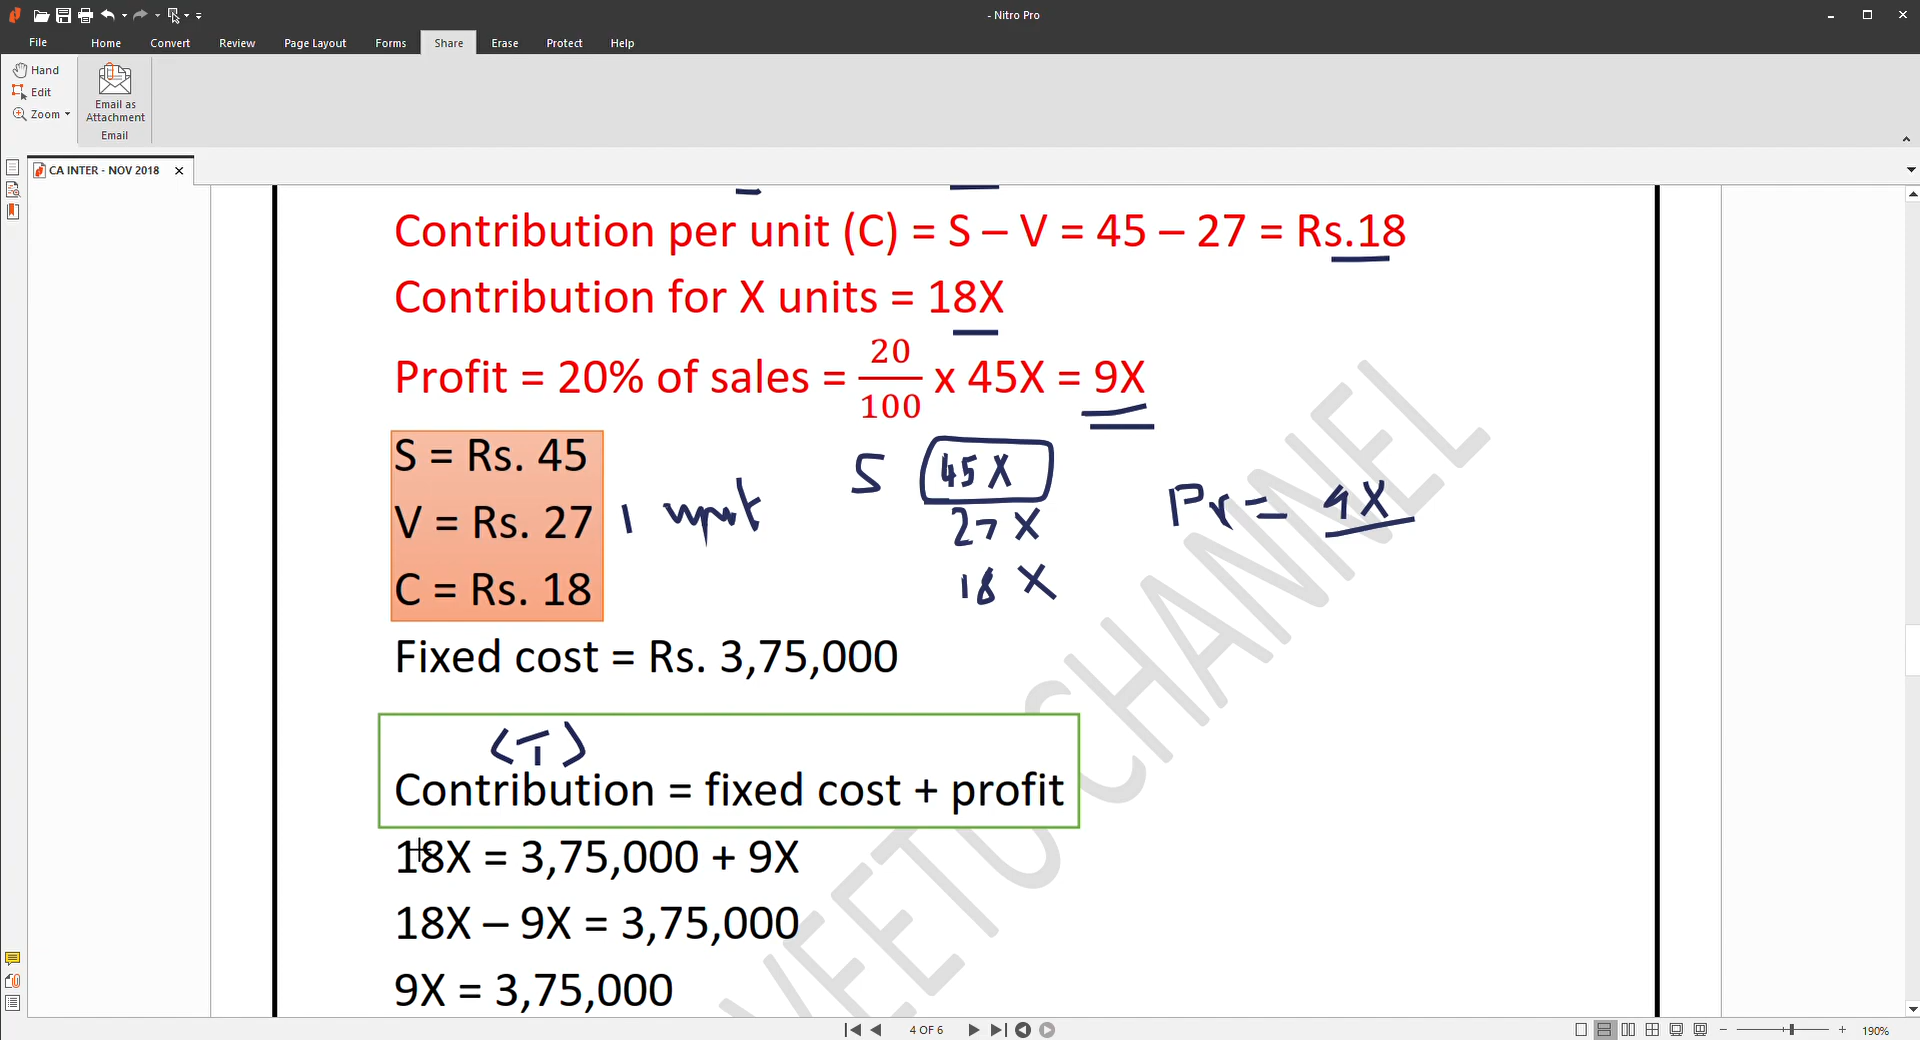 - Nitro Pro
File Home Convert Review Page Layout Forms Share Erase Protect Help
Hand
Edit
Zoom
Email as
Attachment
Email
CA INTER - NOV 2018
Contribution per unit (C) = S – V = 45 – 27 = Rs.18
Contribution for X units = 18X
Profit = 20% of sales = 20/100 x 45X = 9X
S = Rs. 45
V = Rs. 27
C = Rs. 18
1 unit
S 45 X
27 X
18 X
Pr = 9X
Fixed cost = Rs. 3,75,000
(T)
Contribution = fixed cost + profit
18X = 3,75,000 + 9X
18X – 9X = 3,75,000
9X = 3,75,000
VEETU CHANNEL
4 OF 6
190%